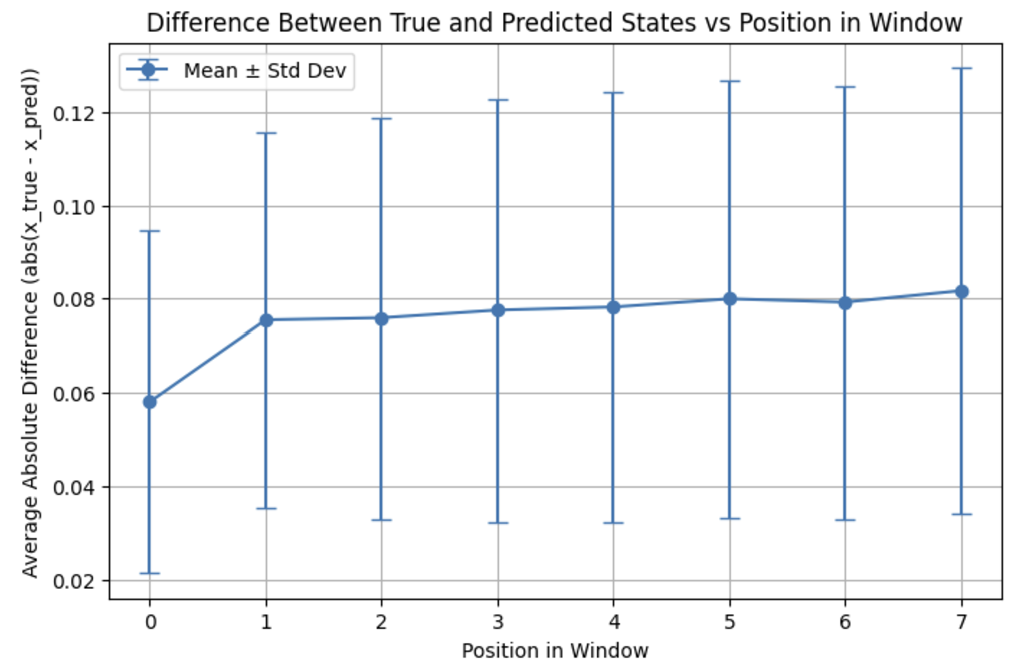 Difference Between True and Predicted States vs Position in Window
Mean ± Std Dev
Average Absolute Difference (abs(x_true - x_pred))
0.12
0.10
0.08
0.06
0.04
0.02
0 1 2 3 4 5 6 7
Position in Window